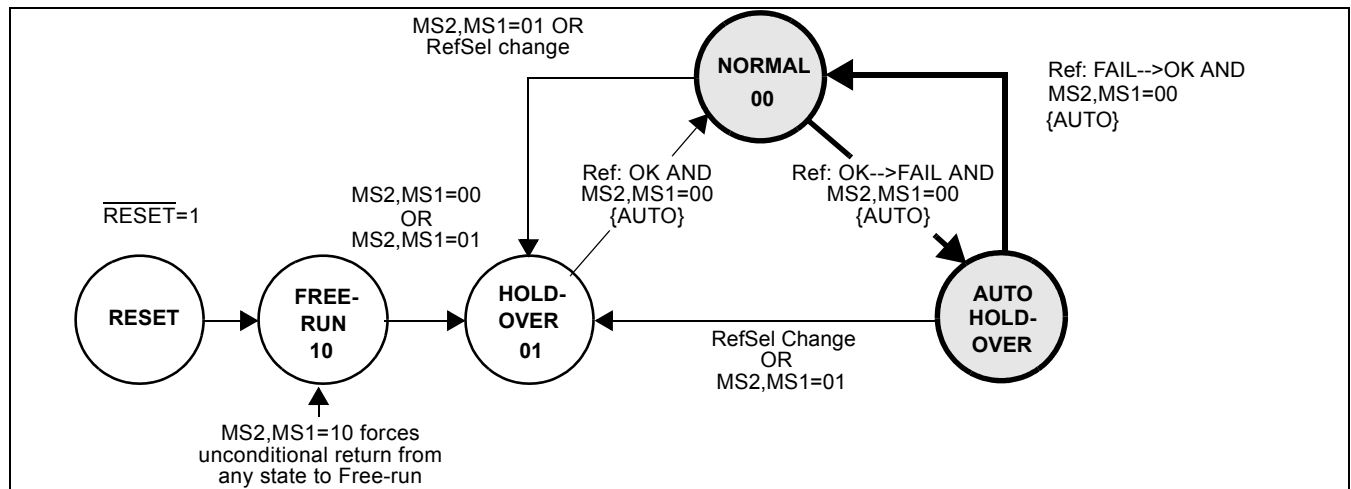 MS2,MS1=01 OR
RefSel change
NORMAL
00
Ref: FAIL-->OK AND
MS2,MS1=00
{AUTO}
Ref: OK AND
MS2,MS1=00
{AUTO}
Ref: OK-->FAIL AND
MS2,MS1=00
{AUTO}
RESET=1
MS2,MS1=00
OR
MS2,MS1=01
RESET
FREE-
RUN
10
HOLD-
OVER
01
AUTO
HOLD-
OVER
RefSel Change
OR
MS2,MS1=01
MS2,MS1=10 forces
unconditional return from
any state to Free-run